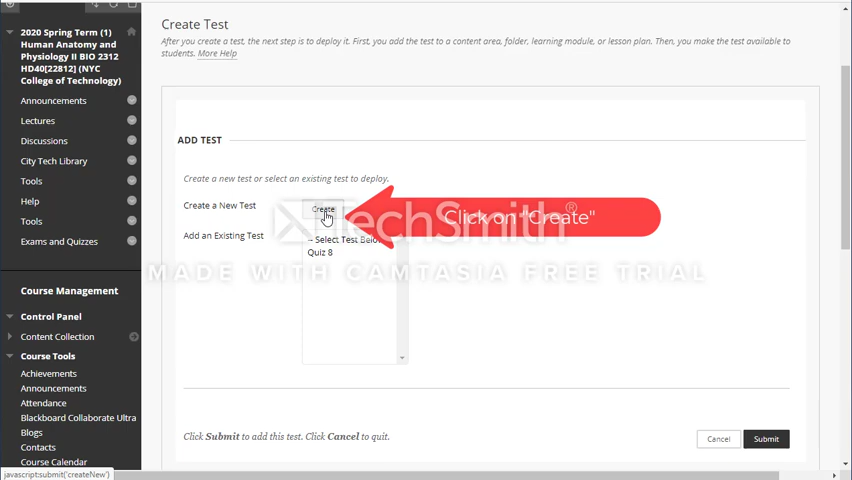 Create Test
After you create a test, the next step is to deploy it. First, you add the test to a content area, folder, learning module, or lesson plan. Then, you make the test available to
students. More Help
2020 Spring Term (1)
Human Anatomy and
Physiology II BIO 2312
HD40[22812] (NYC
College of Technology)
Announcements
Lectures
Discussions
City Tech Library
Tools
Help
Tools
Exams and Quizzes
Course Management
Control Panel
Content Collection
Course Tools
Achievements
Announcements
Attendance
Blackboard Collaborate Ultra
Blogs
Contacts
Course Calendar
javascript:submit('createNew')
ADD TEST
Create a new test or select an existing test to deploy.
Create a New Test
Create
Click on "Create"
TechSmith®
Add an Existing Test
-- Select Test Below
Quiz 8
MADE WITH CAMTASIA FREE TRIAL
Click Submit to add this test. Click Cancel to quit.
Cancel
Submit